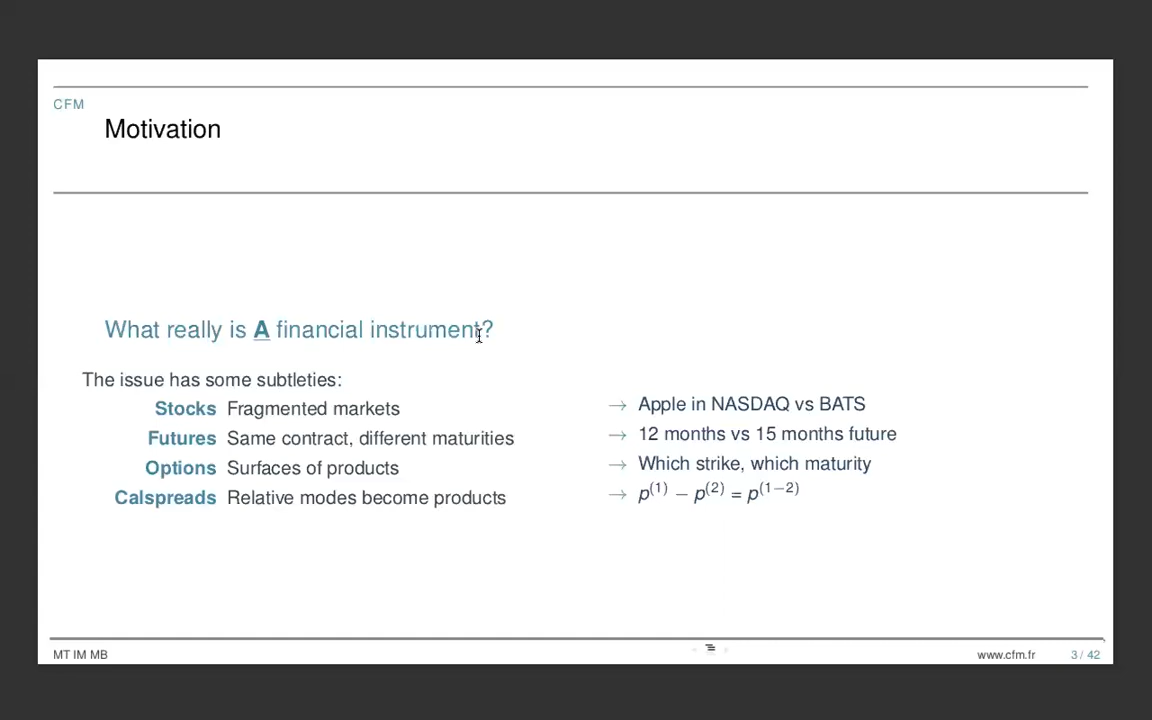 CFM
Motivation
What really is A financial instrument?
The issue has some subtleties:
Stocks Fragmented markets → Apple in NASDAQ vs BATS
Futures Same contract, different maturities → 12 months vs 15 months future
Options Surfaces of products → Which strike, which maturity
Calspreads Relative modes become products → p⁽¹⁾ − p⁽²⁾ = p⁽¹⁻²⁾
MT IM MB www.cfm.fr 3 / 42